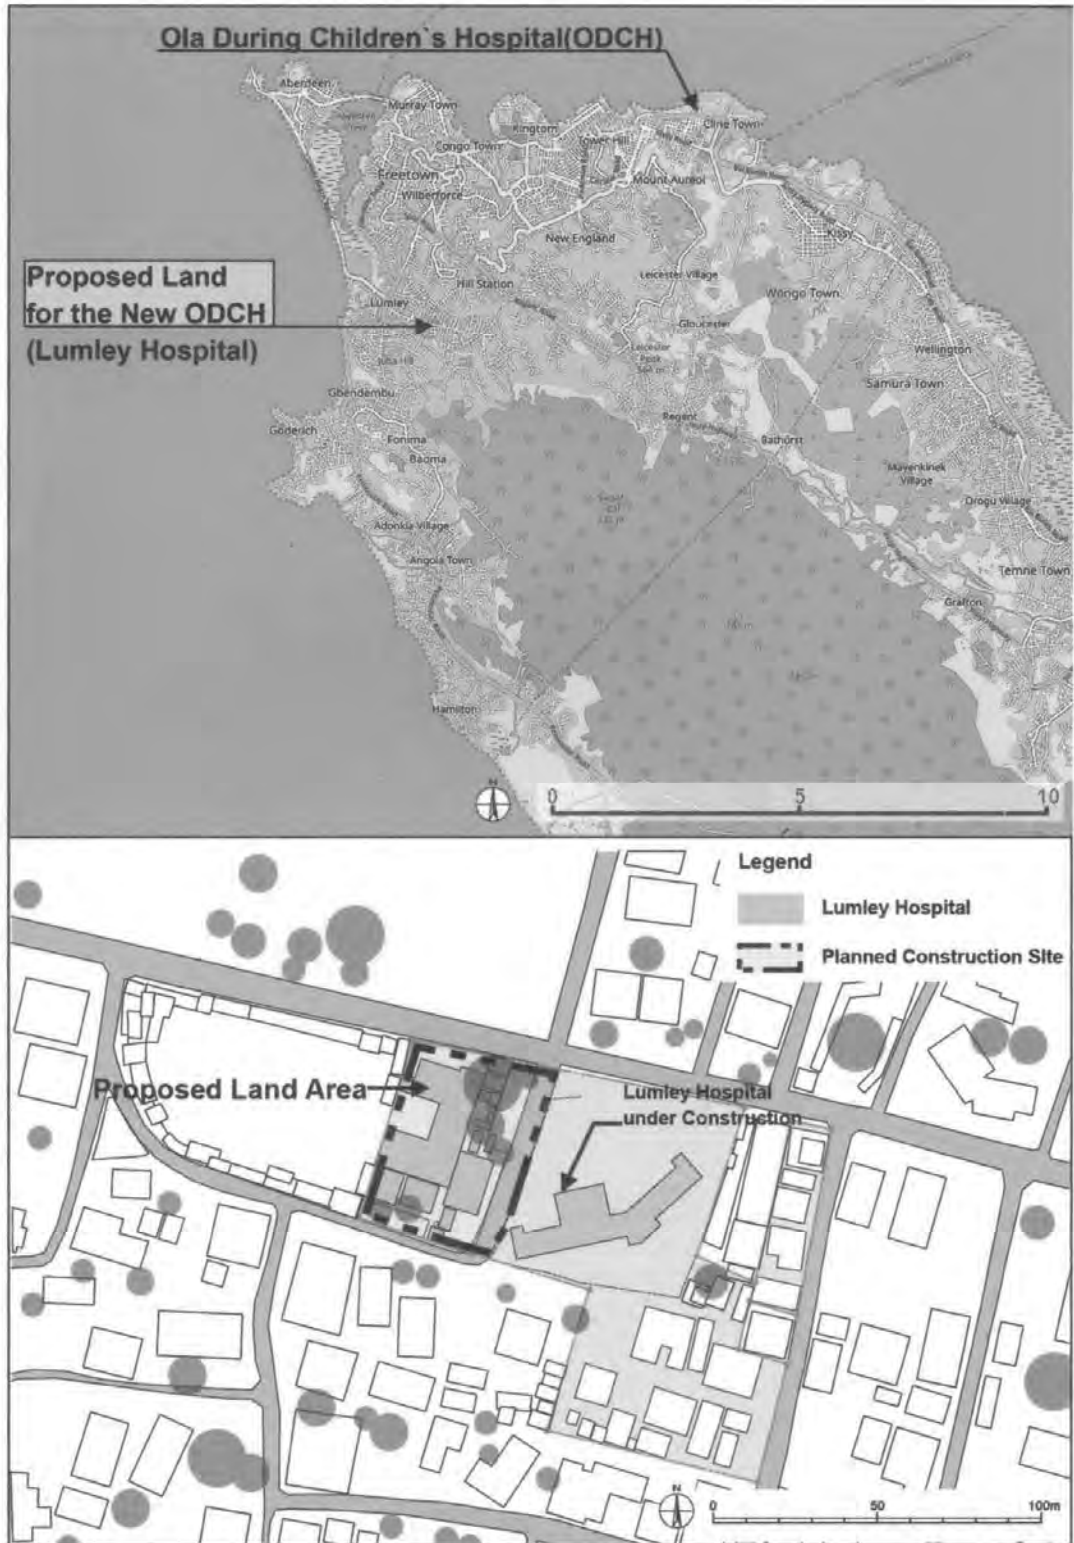 Ola During Children`s Hospital(ODCH)
Aberdeen
Murray Town
Kingtom
Cline Town
Congo Town
Tower Hill
Freetown
Mount Aureol
Wilberforce
Kissy
New England
Proposed Land
for the New ODCH
(Lumley Hospital)
Hill Station
Leicester Village
Wongo Town
Lumley
Gloucester
Leicester
Peak
Juba Hill
Wellington
Samura Town
Gbendembu
Regent
Goderich
Fonima
Bathurst
Baoma
Mayenkinek
Village
Orogu Village
Adonkia Village
Angola Town
Temne Town
Grafton
Hamilton
N
0 5 10
Legend
Lumley Hospital
Planned Construction SIte
Proposed Land Area
Lumley Hospital
under Construction
N
0 50 100m